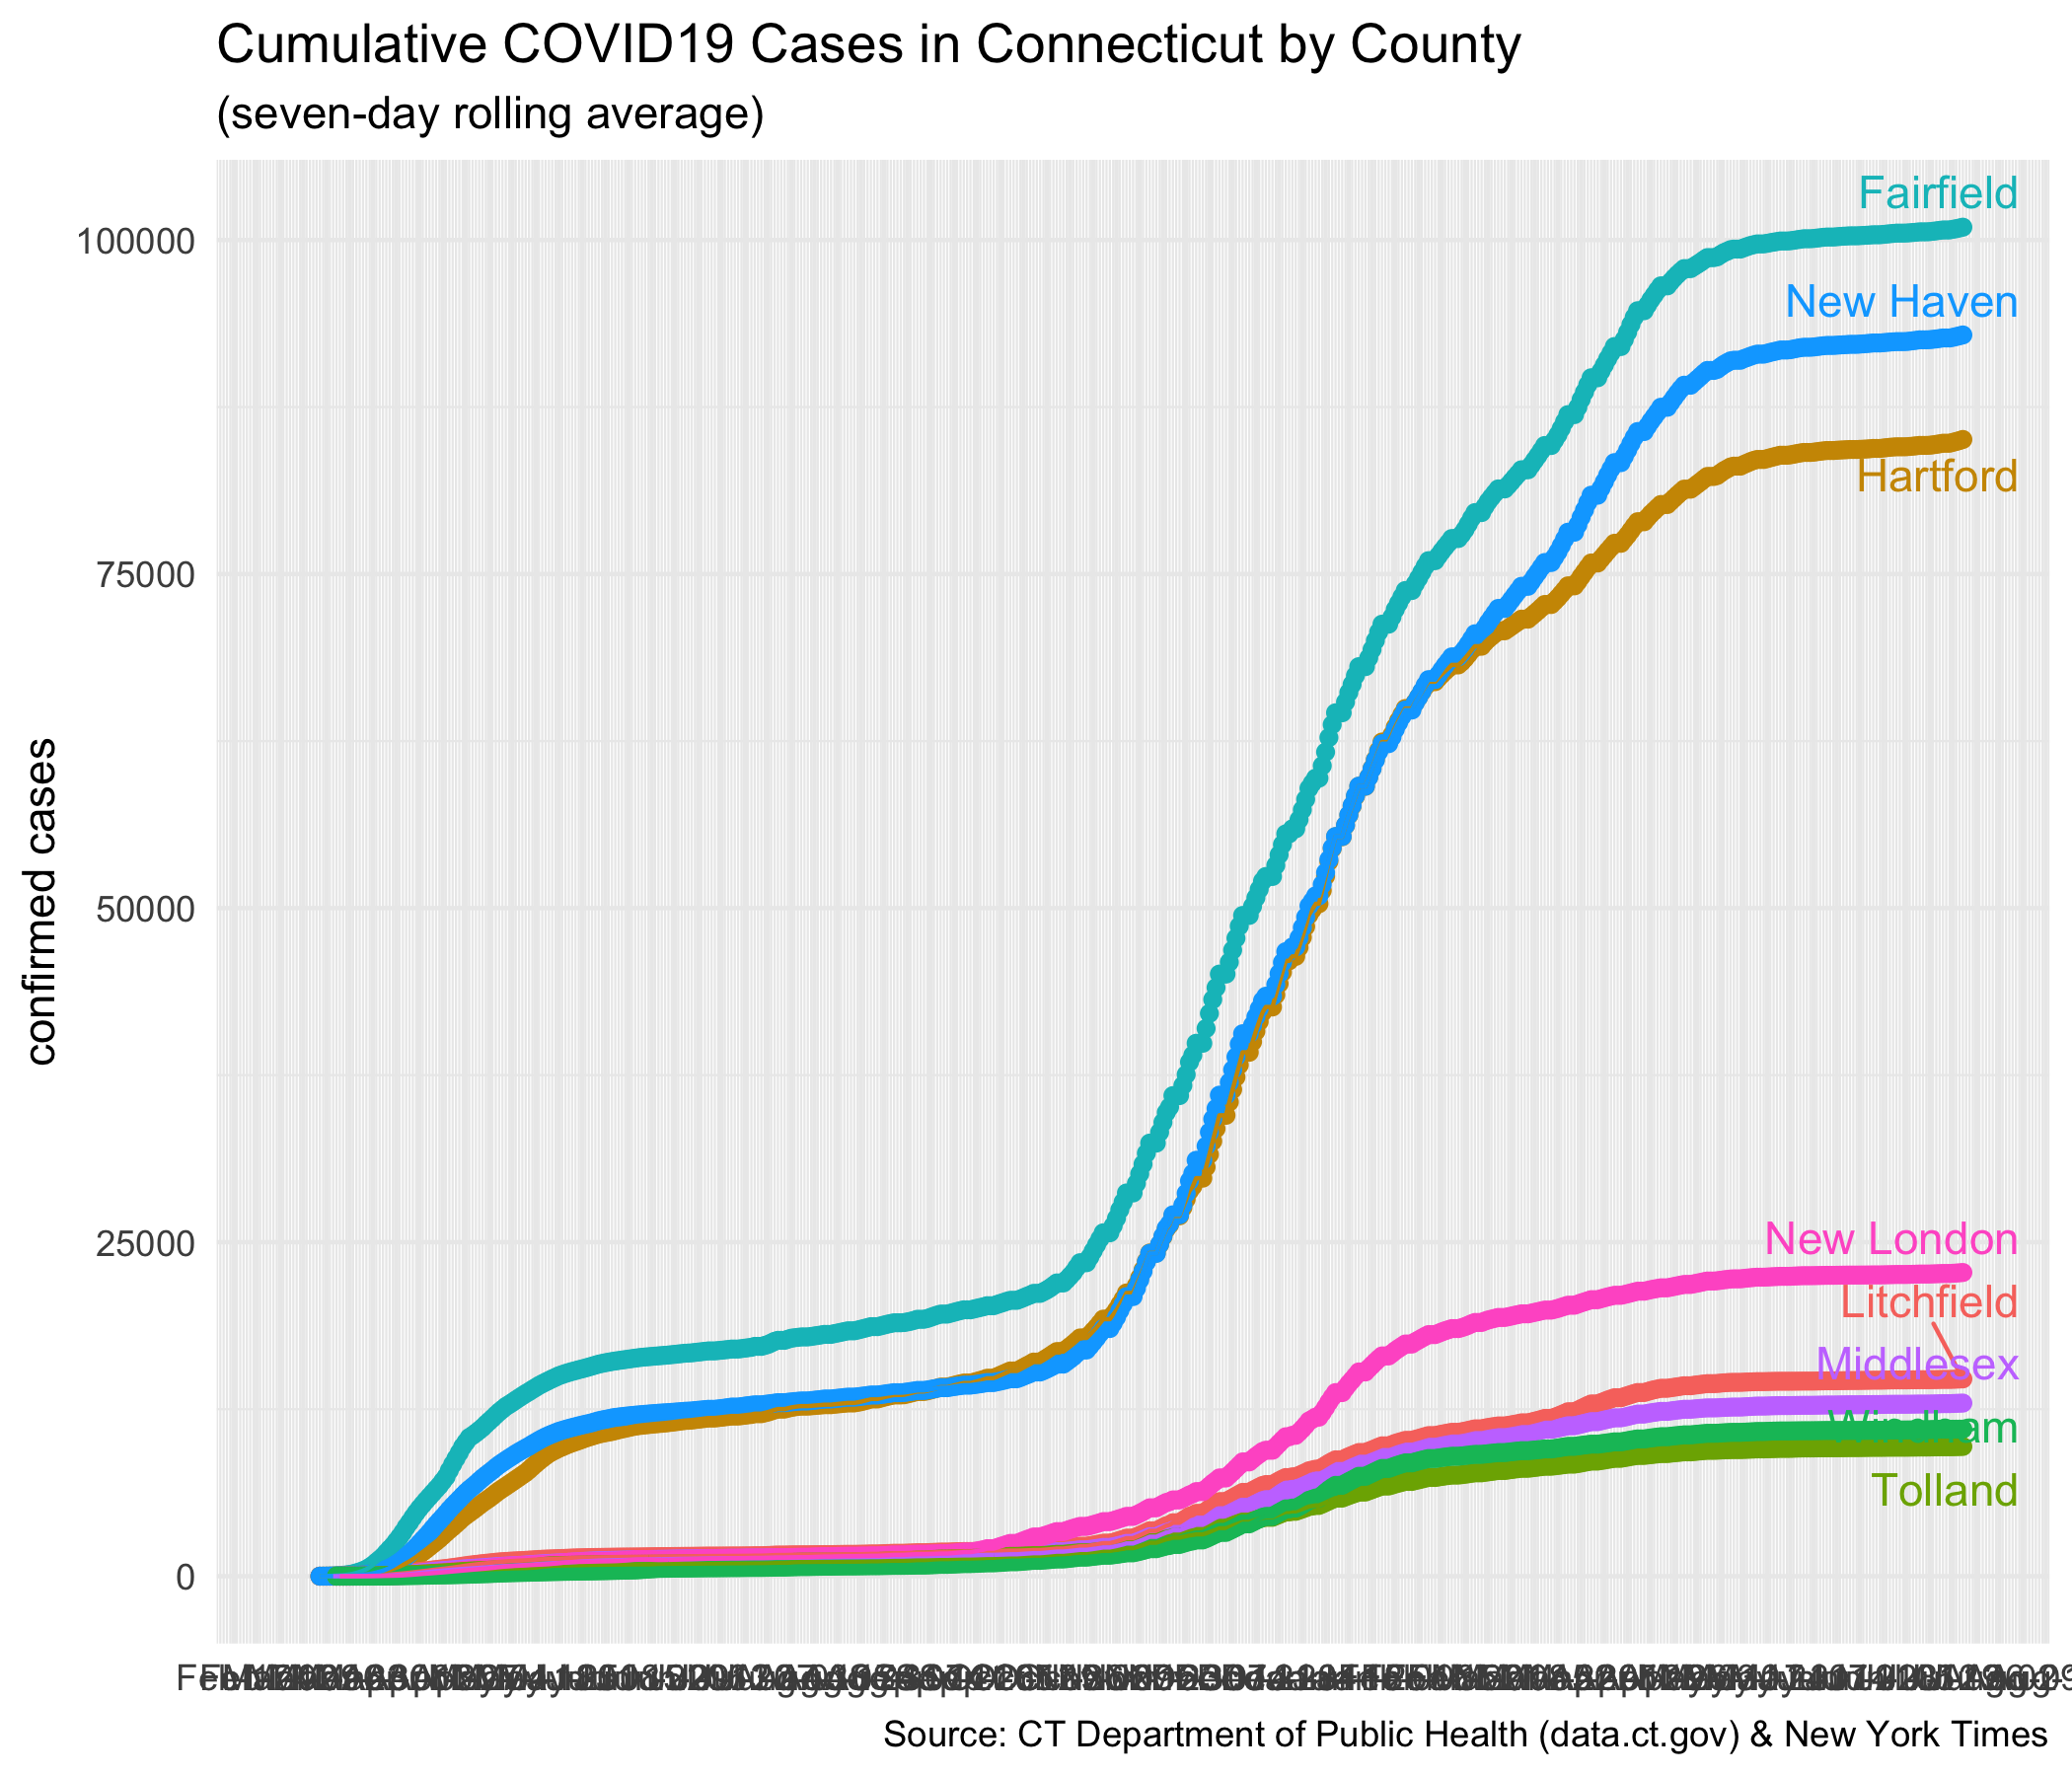 Cumulative COVID19 Cases in Connecticut by County
(seven-day rolling average)
confirmed cases
100000
75000
50000
25000
0
Fairfield
New Haven
Hartford
New London
Litchfield
Middlesex
Windham
Tolland
Source: CT Department of Public Health (data.ct.gov) & New York Times